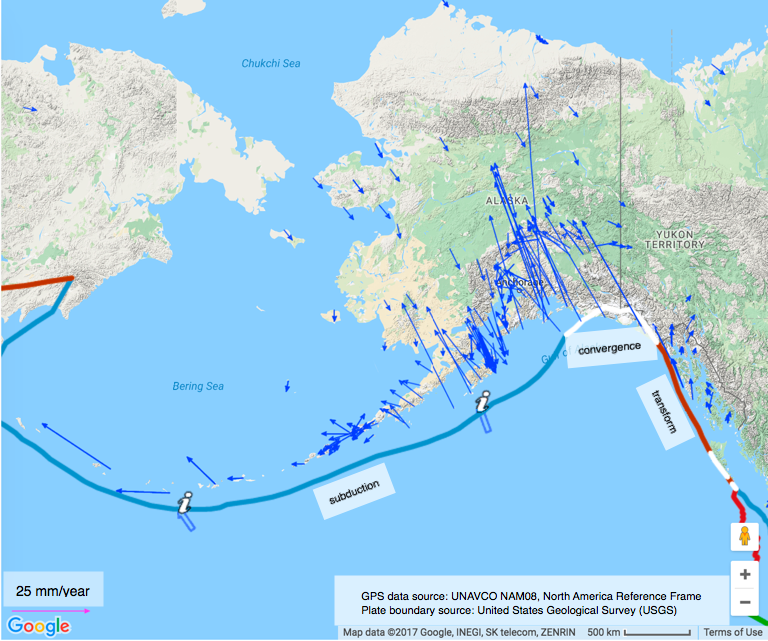 Chukchi Sea
ALASKA
YUKON
TERRITORY
Anchorage
convergence
transform
Bering Sea
subduction
25 mm/year
GPS data source: UNAVCO NAM08, North America Reference Frame
Plate boundary source: United States Geological Survey (USGS)
Google
Map data ©2017 Google, INEGI, SK telecom, ZENRIN 500 km Terms of Use